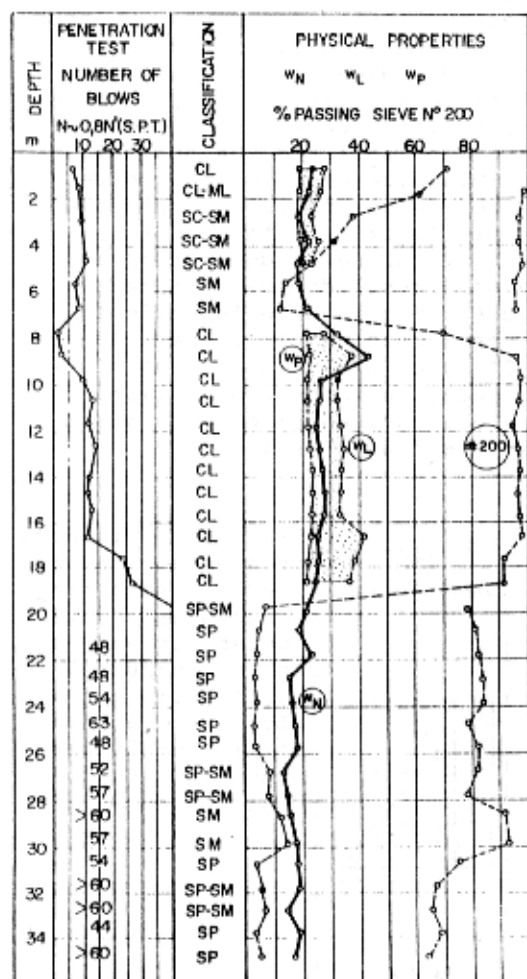 PENETRATION
TEST
NUMBER OF
BLOWS
N∼0,8N'(S.P.T.)
10 20 30
DEPTH
m
CLASSIFICATION
PHYSICAL PROPERTIES
wN wL wP
% PASSING SIEVE Nº 200
20 40 60 80 100
CL
2 CL-ML
SC-SM
4 SC-SM
SC-SM
SM
6
SM
8 CL
CL wP
10 CL
CL
12 CL
CL wL #200
14 CL
CL
16 CL
CL
18 CL
CL
20 SP-SM
SP
48
22 SP
48 SP
54 SP wN
24
63 SP
48 SP
26
52 SP-SM
57 SP-SM
28
>60 SM
57 SM
30
54 SP
>60 SP-SM
32
>60 SP-SM
44 SP
34
>60 SP